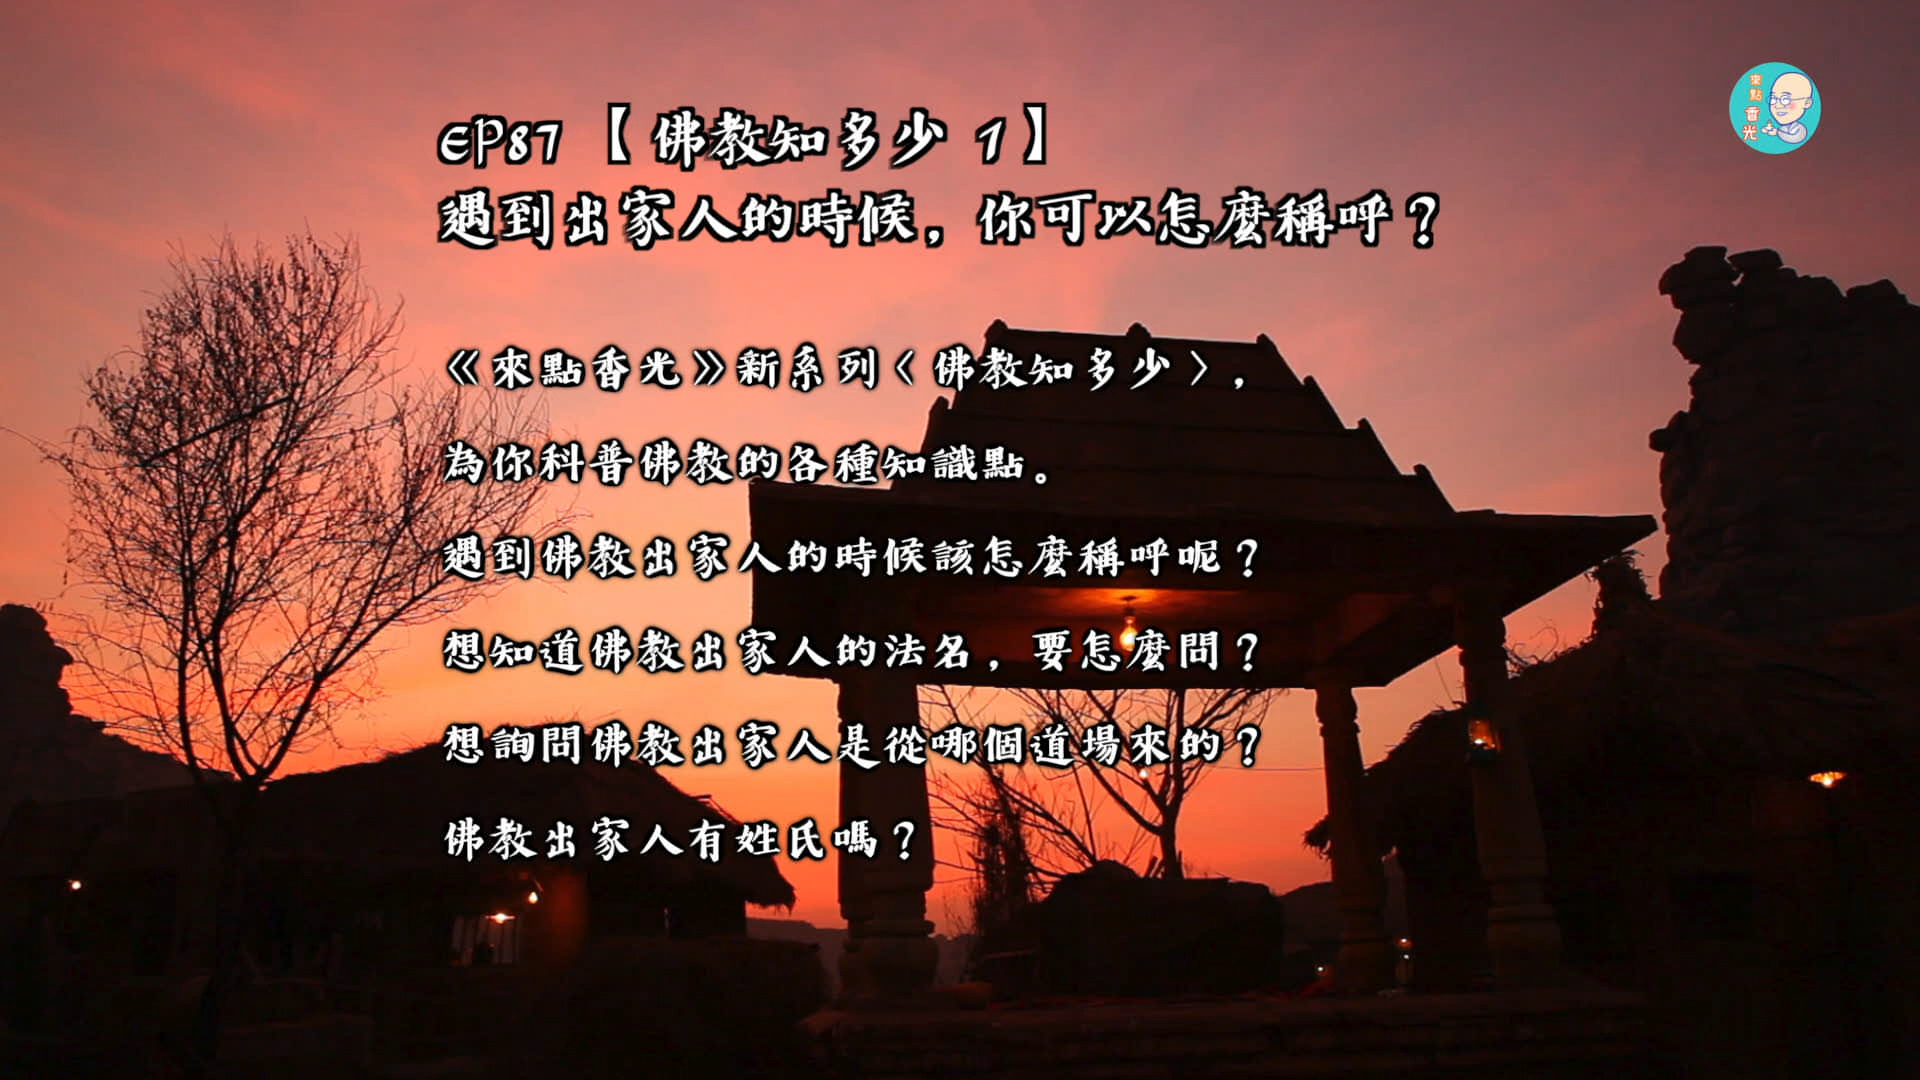 EP87 【佛教知多少 1】
遇到出家人的時候，你可以怎麼稱呼？
《來點香光》新系列〈佛教知多少〉，
為你科普佛教的各種知識點。
遇到佛教出家人的時候該怎麼稱呼呢？
想知道佛教出家人的法名，要怎麼問？
想詢問佛教出家人是從哪個道場來的？
佛教出家人有姓氏嗎？
來點香光